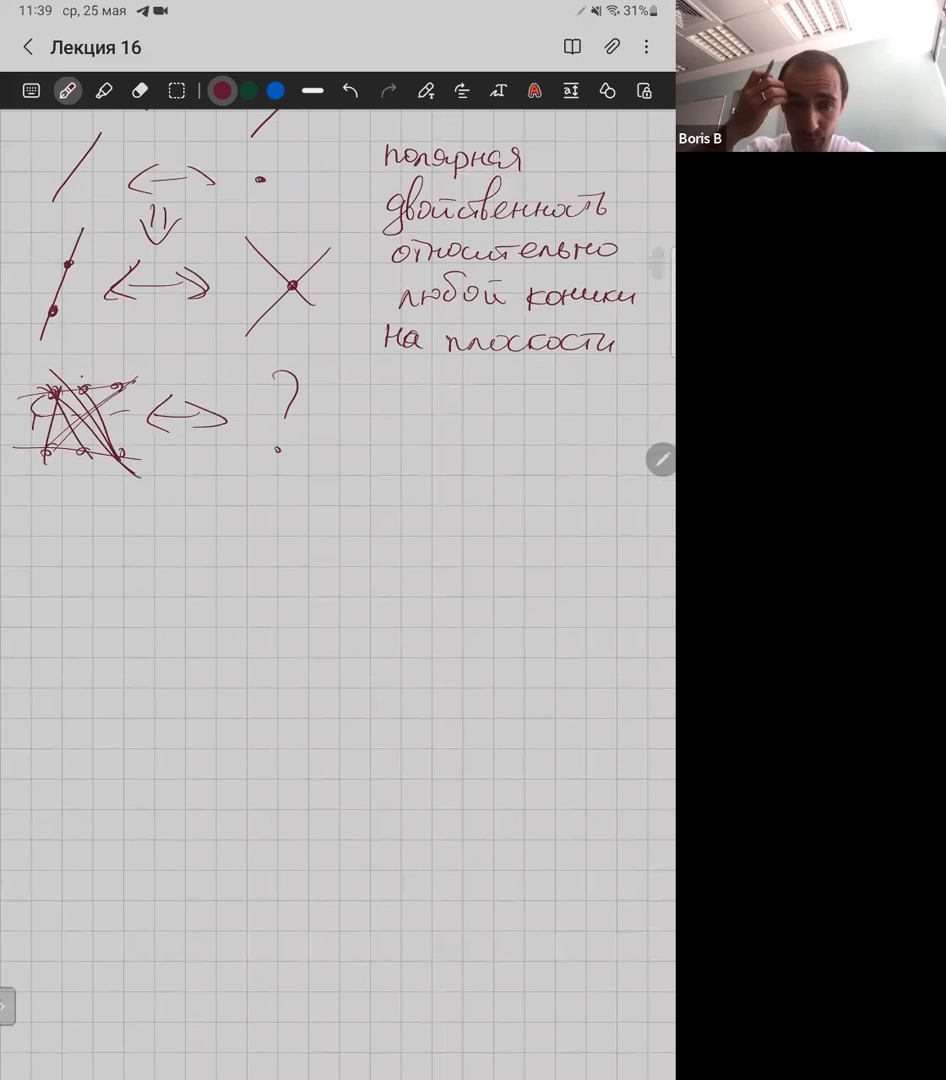 11:39 ср, 25 мая
31%
Лекция 16
Boris B
полярная
двойственность
относительно
любой коники
на плоскости
?